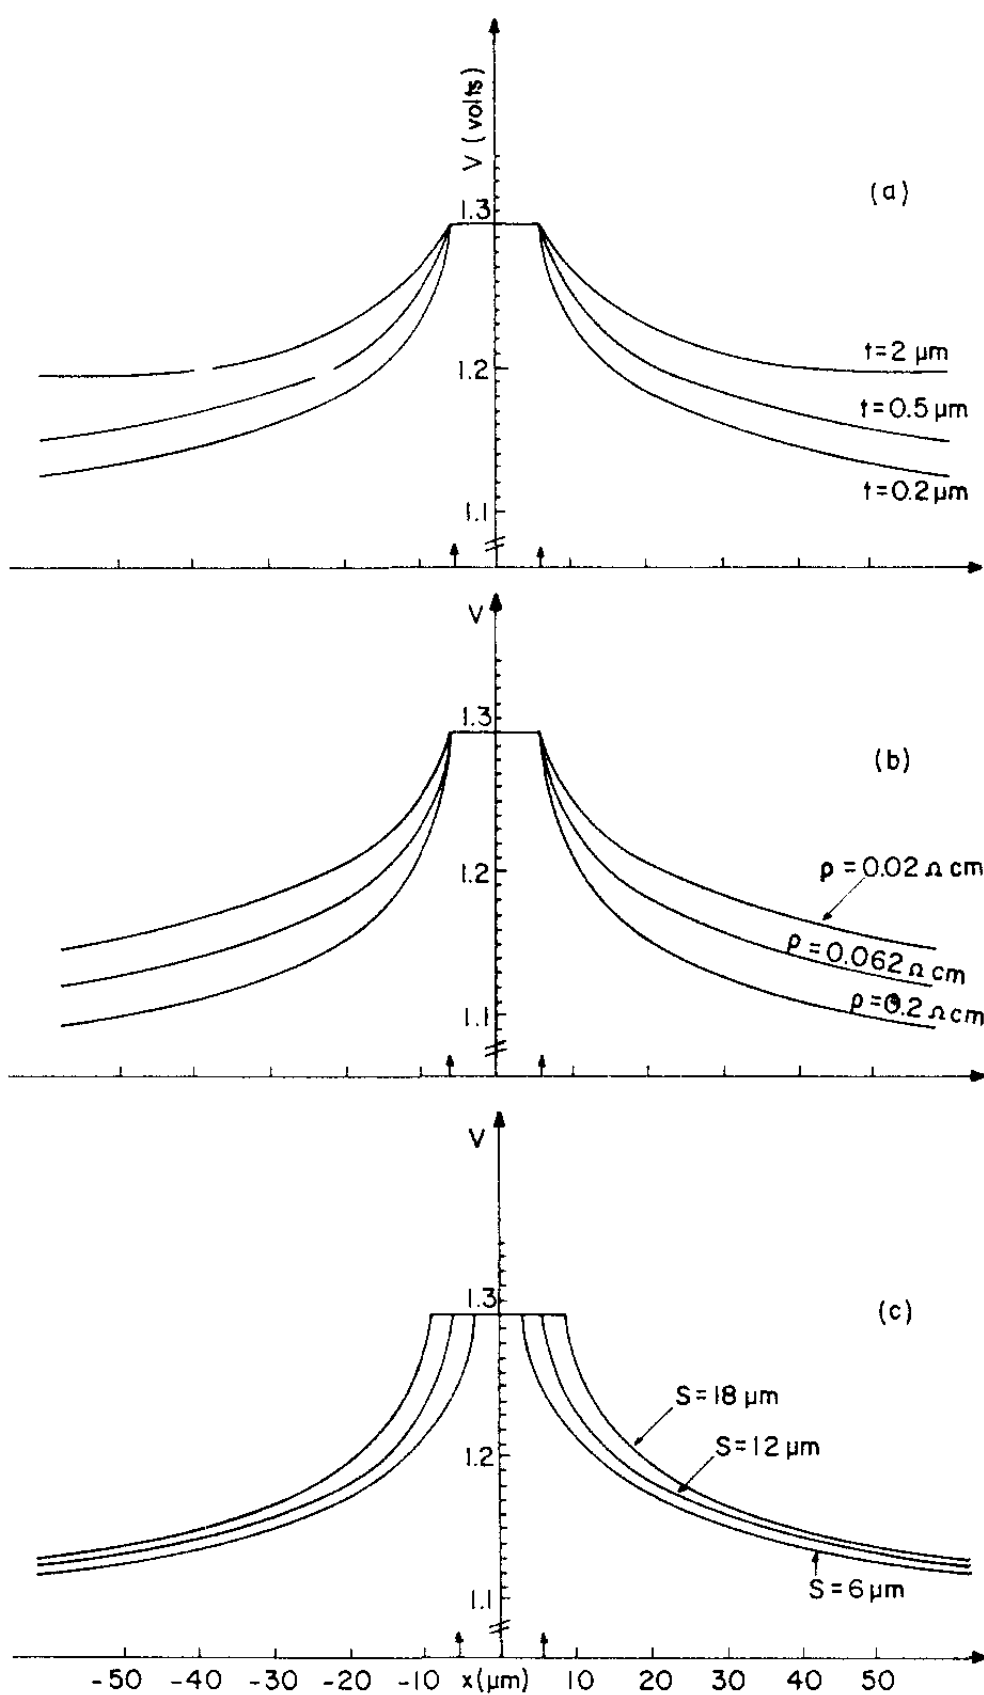 V (volts)
(a)
1.3
t=2 μm
1.2
t=0.5 μm
t=0.2 μm
1.1
V
1.3
(b)
1.2
ρ=0.02 Ω cm
ρ=0.062 Ω cm
ρ=0.2 Ω cm
1.1
V
1.3
(c)
S=18 μm
S=12 μm
1.2
S=6 μm
1.1
-50 -40 -30 -20 -10 x(μm) 10 20 30 40 50